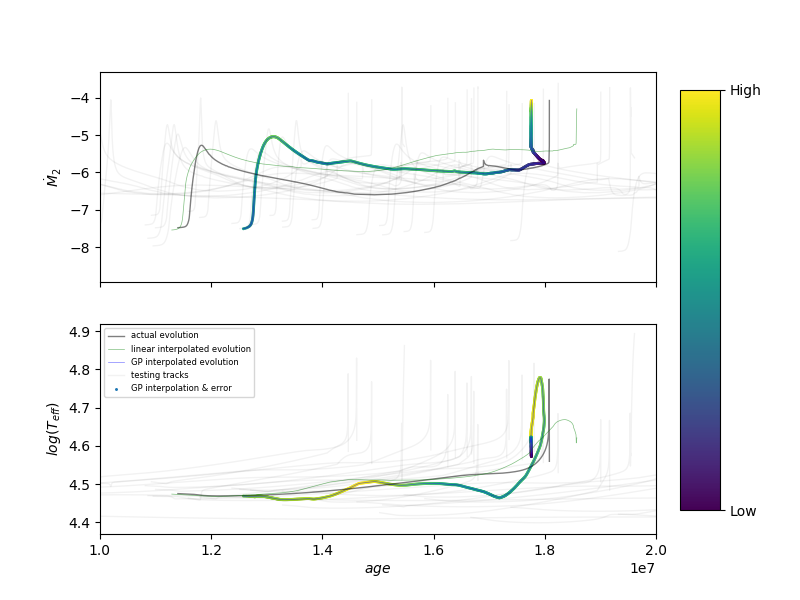 −4
−5
−6
−7
−8
Ṁ₂
High
Low
4.9
4.8
4.7
4.6
4.5
4.4
log(T_eff)
actual evolution
linear interpolated evolution
GP interpolated evolution
testing tracks
GP interpolation & error
1.0
1.2
1.4
1.6
1.8
2.0
age
1e7